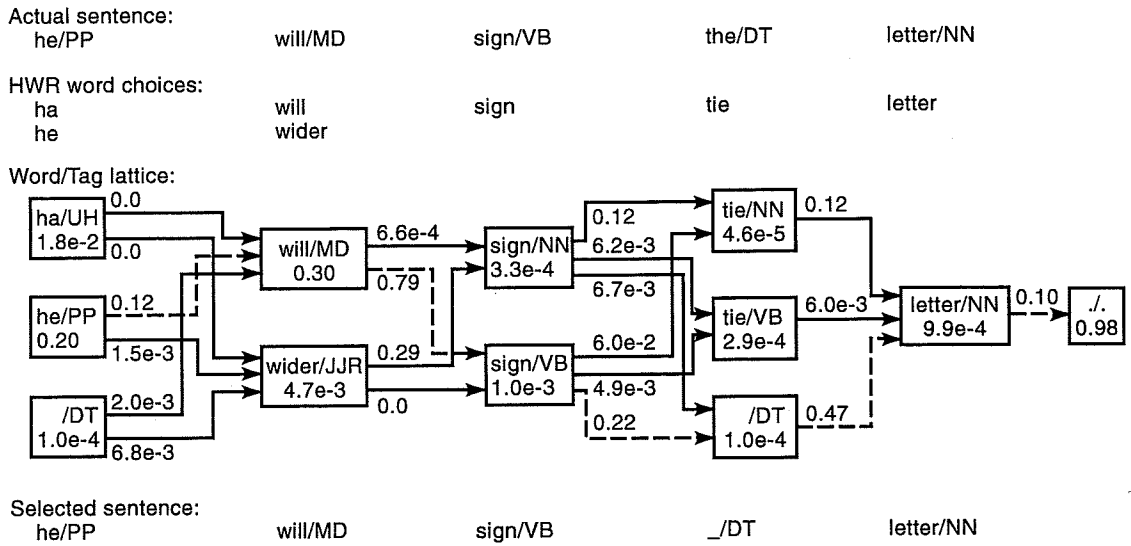 Actual sentence:
he/PP will/MD sign/VB the/DT letter/NN
HWR word choices:
ha will sign tie letter
he wider
Word/Tag lattice:
ha/UH
1.8e-2
0.0
0.0
he/PP
0.20
0.12
1.5e-3
/DT
1.0e-4
2.0e-3
6.8e-3
will/MD
0.30
6.6e-4
0.79
wider/JJR
4.7e-3
0.29
0.0
sign/NN
3.3e-4
0.12
6.2e-3
6.7e-3
sign/VB
1.0e-3
6.0e-2
4.9e-3
0.22
tie/NN
4.6e-5
0.12
tie/VB
2.9e-4
6.0e-3
/DT
1.0e-4
0.47
letter/NN
9.9e-4
0.10
./.
0.98
Selected sentence:
he/PP will/MD sign/VB _/DT letter/NN